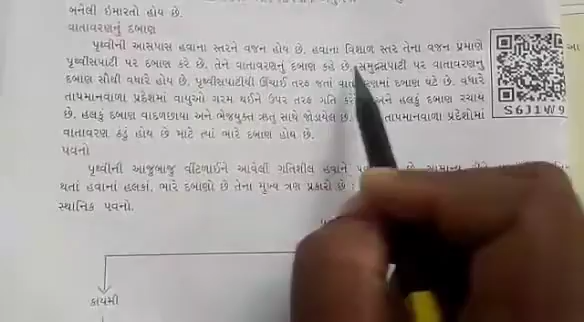 બનેલી ઇમારતો હોય છે.
વાતાવરણનું દબાણ
પૃથ્વીની આસપાસ હવાના સ્તરને વજન હોય છે. હવાના વિશાળ સ્તર તેના વજન પ્રમાણે
પૃથ્વીસપાટી પર દબાણ કરે છે. તેને વાતાવરણનું દબાણ કહે છે. સમુદ્રસપાટી પર વાતાવરણનું
દબાણ સૌથી વધારે હોય છે. પૃથ્વીસપાટીથી ઊંચાઈ તરફ જતાં દબાણ ઘટે છે. વધારે
તાપમાનવાળા પ્રદેશમાં વાયુઓ ગરમ થઈને ઉપર તરફ ગતિ કરે અને હલકું દબાણ રચાય
છે. હલકું દબાણ વાદળછાયા અને ભેજયુક્ત ઋતુ સાથે જોડાયેલ છે. તાપમાનવાળા પ્રદેશોમાં
વાતાવરણ ઠંડું હોય છે માટે ત્યાં ભારે દબાણ હોય છે.
પવનો
પૃથ્વીની આજુબાજુ વીંટળાઈને આવેલી ગતિશીલ હવાને છે. સામાન્ય
થતાં હવાનાં હલકાં, ભારે દબાણો છે તેના મુખ્ય ત્રણ પ્રકારો છે :
સ્થાનિક પવનો.
કાયમી
આ
S6J1W9